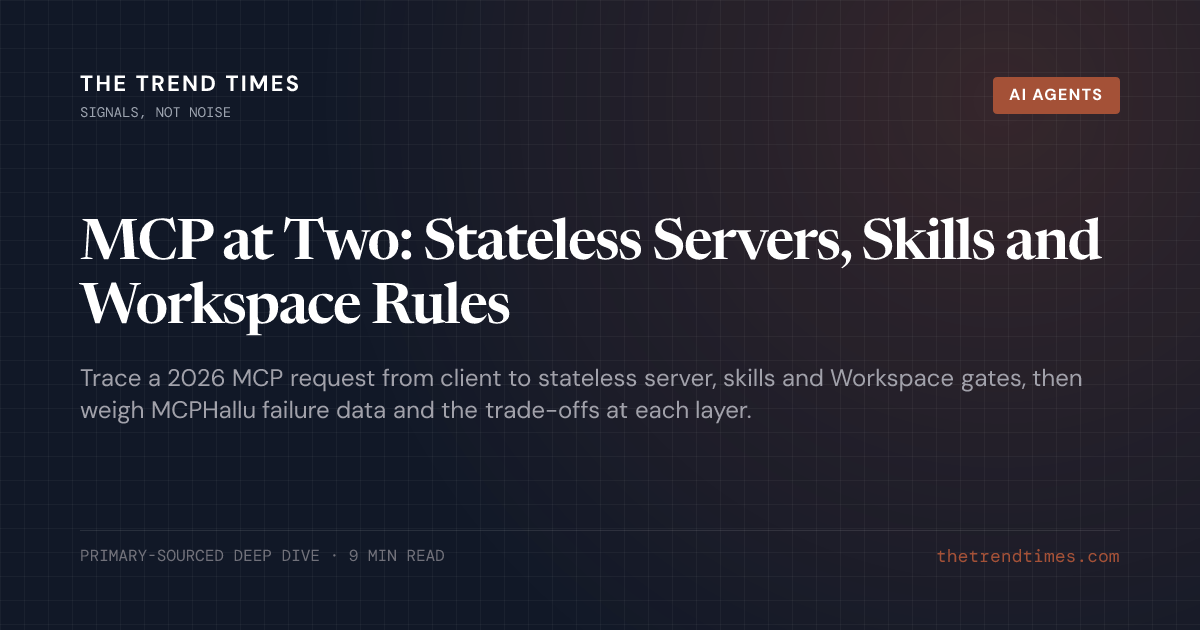 THE TREND TIMES
SIGNALS, NOT NOISE
AI AGENTS
MCP at Two: Stateless Servers, Skills and
Workspace Rules
Trace a 2026 MCP request from client to stateless server, skills and Workspace gates, then
weigh MCPHallu failure data and the trade-offs at each layer.
PRIMARY-SOURCED DEEP DIVE · 9 MIN READ
thetrendtimes.com